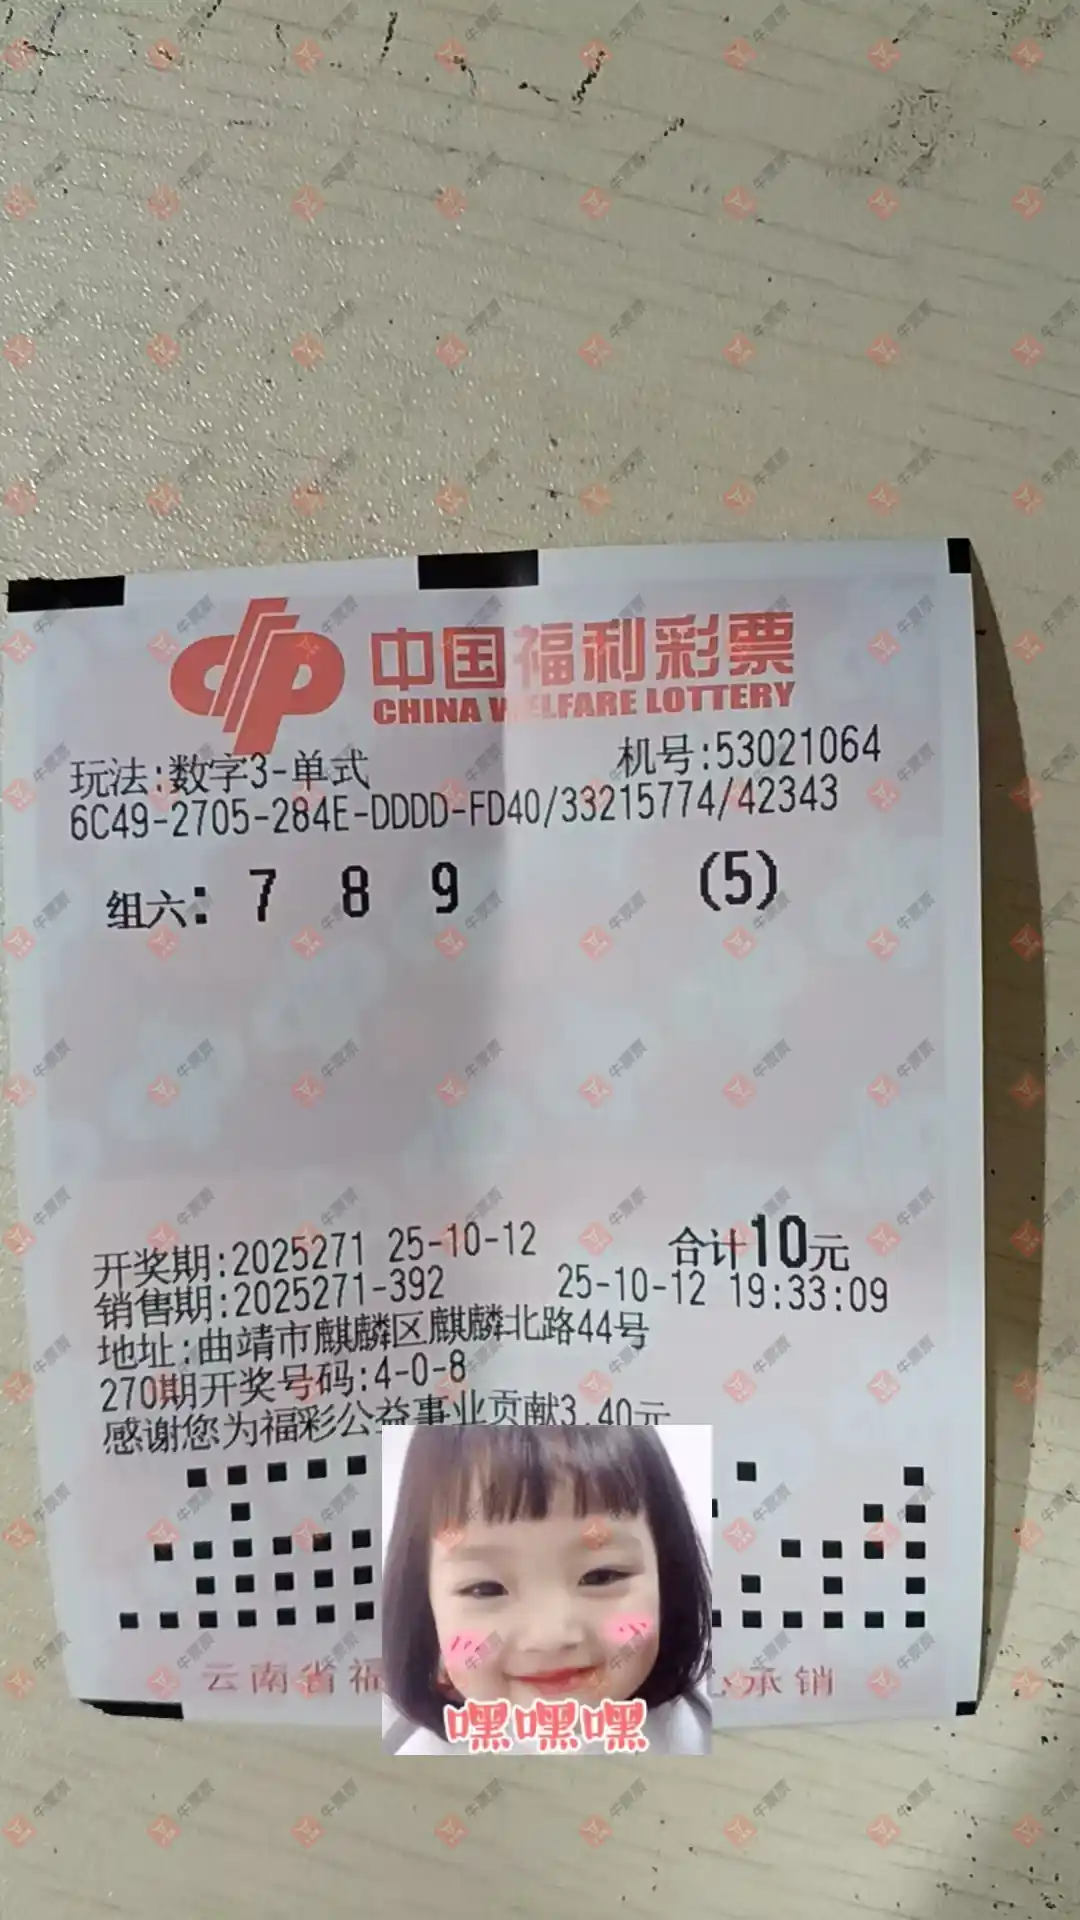 中国福利彩票
CHINA WELFARE LOTTERY
玩法:数字3-单式 机号:53021064
6C49-2705-284E-DDDD-FD40/33215774/42343
组六: 7 8 9 (5)
开奖期:2025271 25-10-12 合计10元
销售期:2025271-392 25-10-12 19:33:09
地址:曲靖市麒麟区麒麟北路44号
270期开奖号码:4-0-8
感谢您为福彩公益事业贡献3.40元
云南省福 心承销
嘿嘿嘿
牛票票